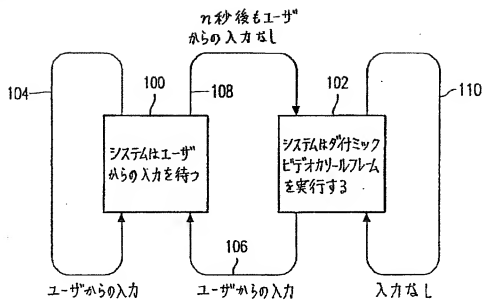 n秒後もユーザ
からの入力なし
104
100
108
102
110
システムはユーザ
からの入力を待つ
システムはダイナミック
ビデオカソールフレーム
を実行する
106
ユーザからの入力
ユーザからの入力
入力なし